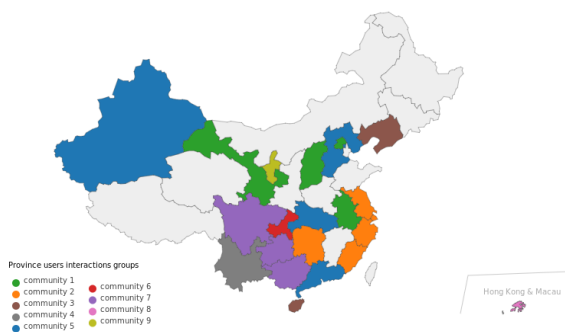 Province users interactions groups
community 1
community 2
community 3
community 4
community 5
community 6
community 7
community 8
community 9
Hong Kong & Macau